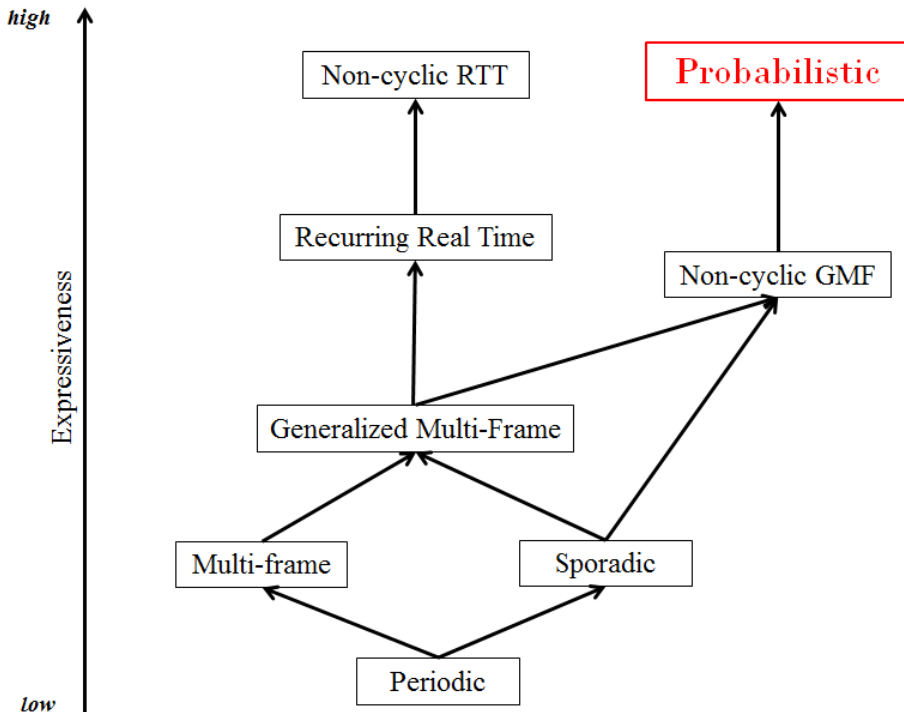 high
Non-cyclic RTT
Probabilistic
Recurring Real Time
Non-cyclic GMF
Expressiveness
Generalized Multi-Frame
Multi-frame
Sporadic
Periodic
low